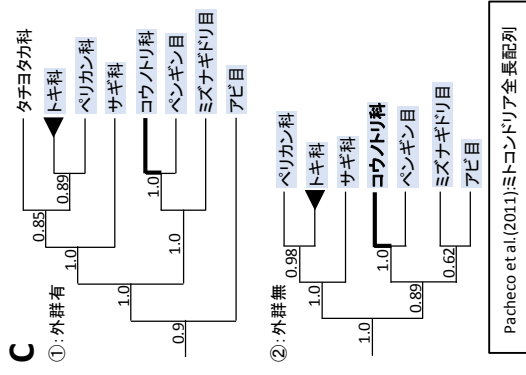 C
①:外群有
タチヨタカ科
トキ科
ペリカン科
サギ科
コウノトリ科
ペンギン目
ミズナギドリ目
アビ目
0.85
0.89
1.0
1.0
1.0
1.0
0.9
②:外群無
ペリカン科
トキ科
サギ科
コウノトリ科
ペンギン目
ミズナギドリ目
アビ目
0.98
1.0
1.0
1.0
0.89
0.62
Pacheco et al.(2011):ミトコンドリア全長配列